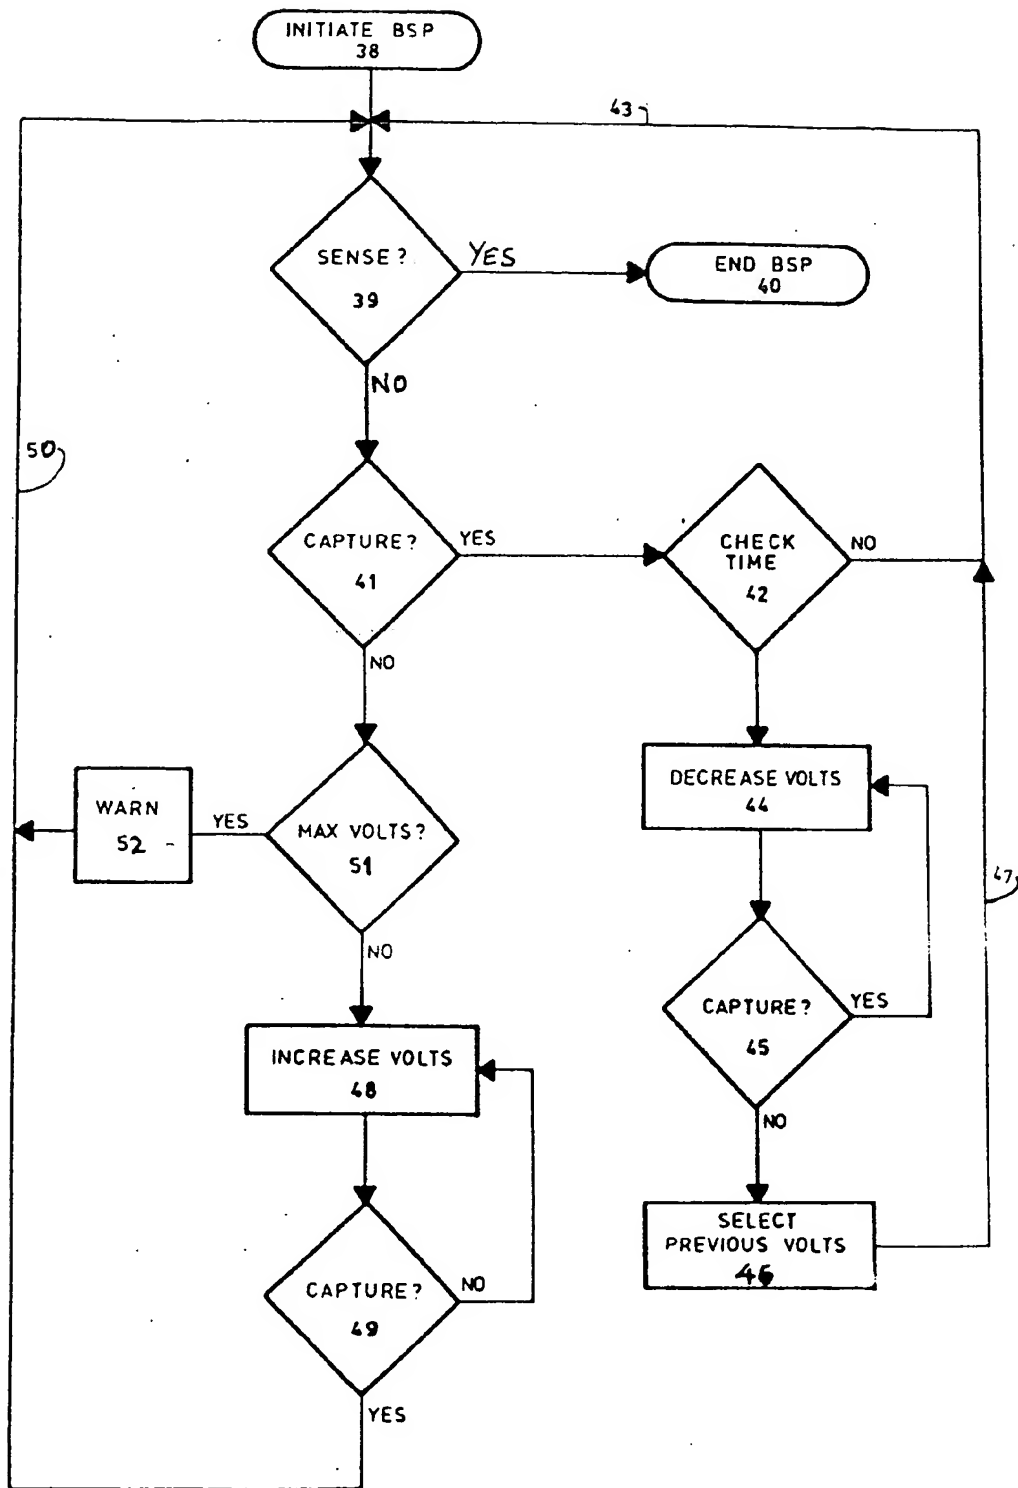 INITIATE BSP
38
43
SENSE?
39
YES
END BSP
40
NO
50
CAPTURE?
41
YES
CHECK
TIME
42
NO
NO
WARN
52
YES
MAX VOLTS?
51
DECREASE VOLTS
44
47
NO
CAPTURE?
45
YES
INCREASE VOLTS
48
NO
SELECT
PREVIOUS VOLTS
46
CAPTURE?
49
NO
YES